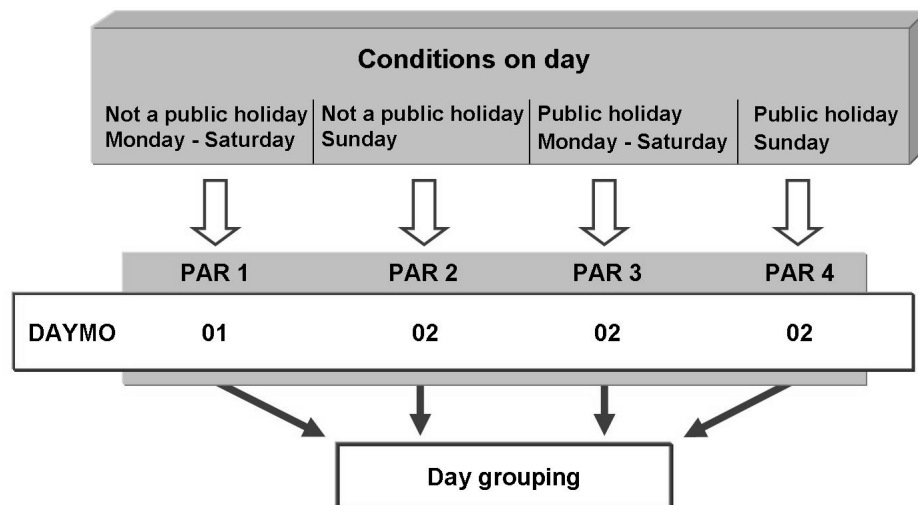 Conditions on day
Not a public holiday
Monday - Saturday
Not a public holiday
Sunday
Public holiday
Monday - Saturday
Public holiday
Sunday
PAR 1 PAR 2 PAR 3 PAR 4
DAYMO 01 02 02 02
Day grouping